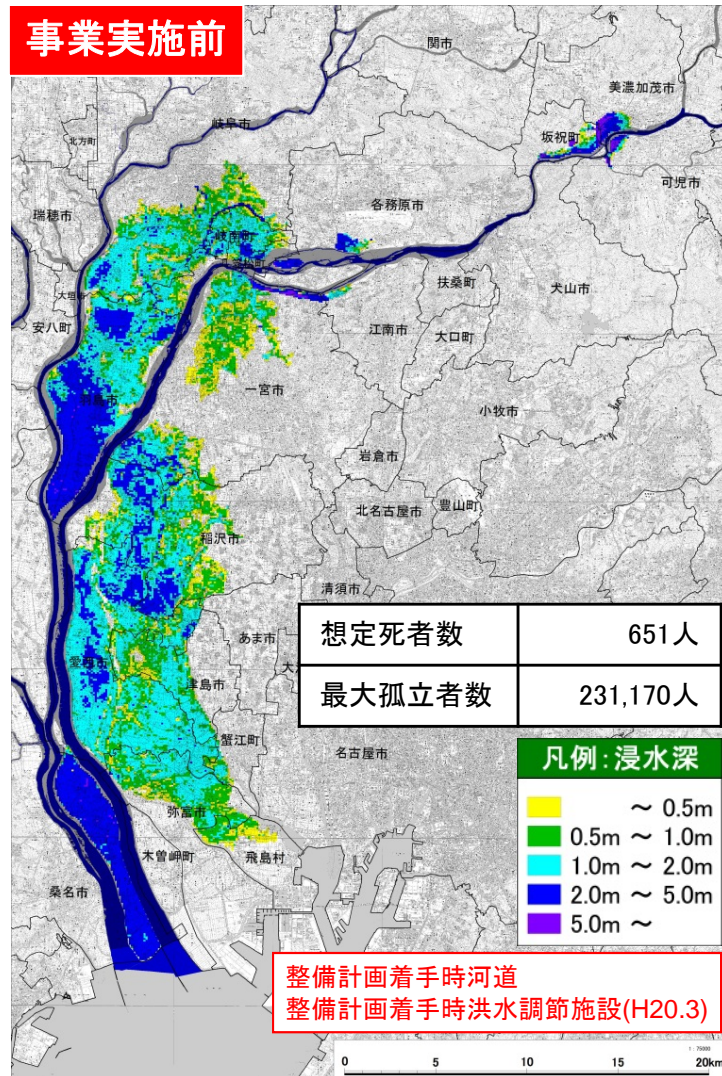 事業実施前
関市
美濃加茂市
岐阜市
坂祝町
北方町
可児市
各務原市
瑞穂市
岐南町
扶桑町
犬山市
大垣市
安八町
江南市
大口町
一宮市
羽島市
小牧市
岩倉市
北名古屋市
豊山町
稲沢市
清須市
想定死者数 651人
最大孤立者数 231,170人
あま市
愛西市
津島市
蟹江町
名古屋市
凡例:浸水深
~ 0.5m
0.5m ~ 1.0m
1.0m ~ 2.0m
2.0m ~ 5.0m
5.0m ~
弥富市
木曽岬町
飛島村
桑名市
整備計画着手時河道
整備計画着手時洪水調節施設(H20.3)
1 : 75000
0 5 10 15 20km